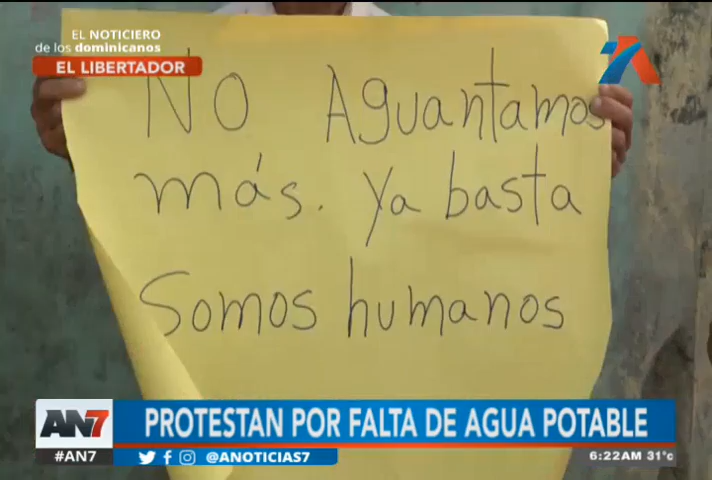 EL NOTICIERO
de los dominicanos
EL LIBERTADOR
NO Aguantamos
más. Ya basta
Somos humanos
AN7
PROTESTAN POR FALTA DE AGUA POTABLE
#AN7
@ANOTICIAS7
6:22AM 31°c